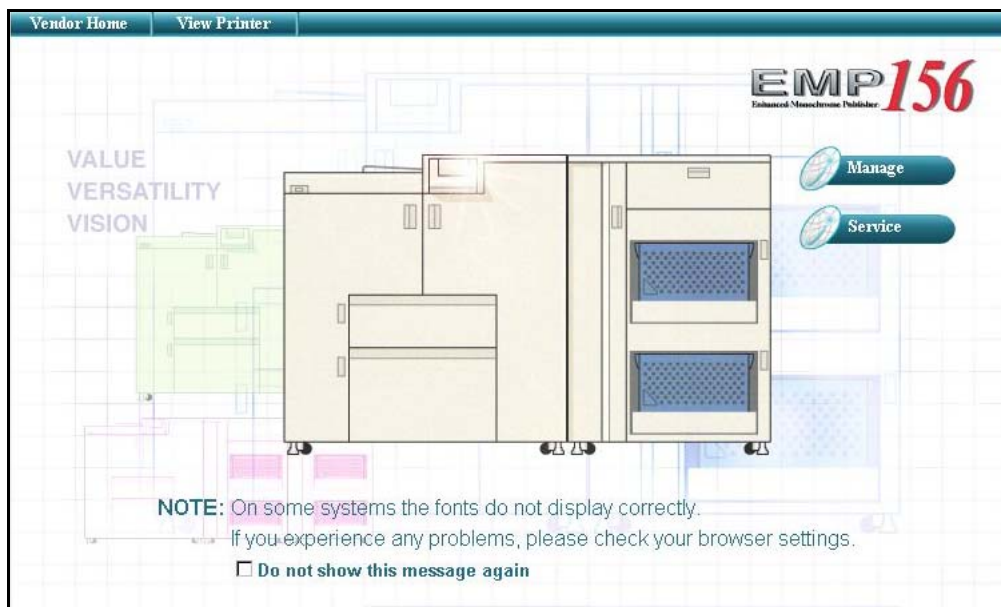 Vendor Home View Printer
EMP156
Enhanced Monochrome Publisher
VALUE
VERSATILITY
VISION
Manage
Service
NOTE: On some systems the fonts do not display correctly.
If you experience any problems, please check your browser settings.
Do not show this message again